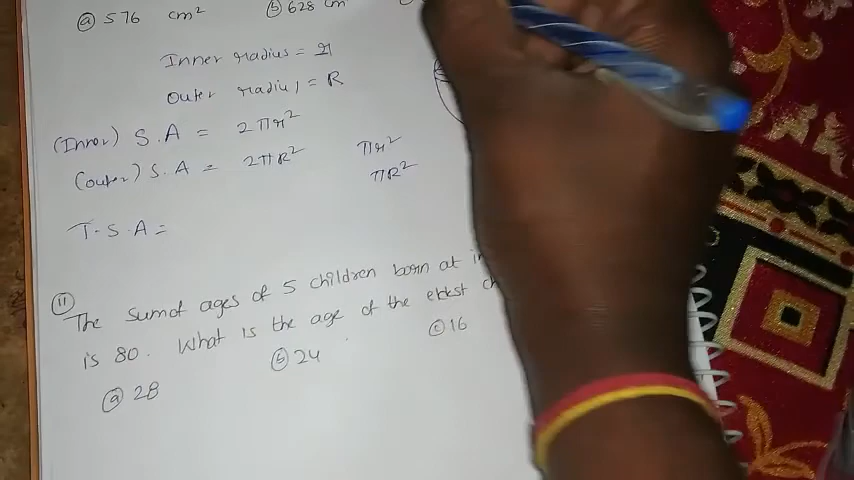 ⓐ 576 cm² ⓑ 628 cm
Inner radius = r
Outer radius = R
(Inner) S.A = 2πr²
(outer) S.A = 2πR²
πr²
πR²
T.S.A =
⑪ The sum of ages of 5 children born at
is 80. What is the age of the eldest
ⓐ 28 ⓑ 24 ⓒ 16